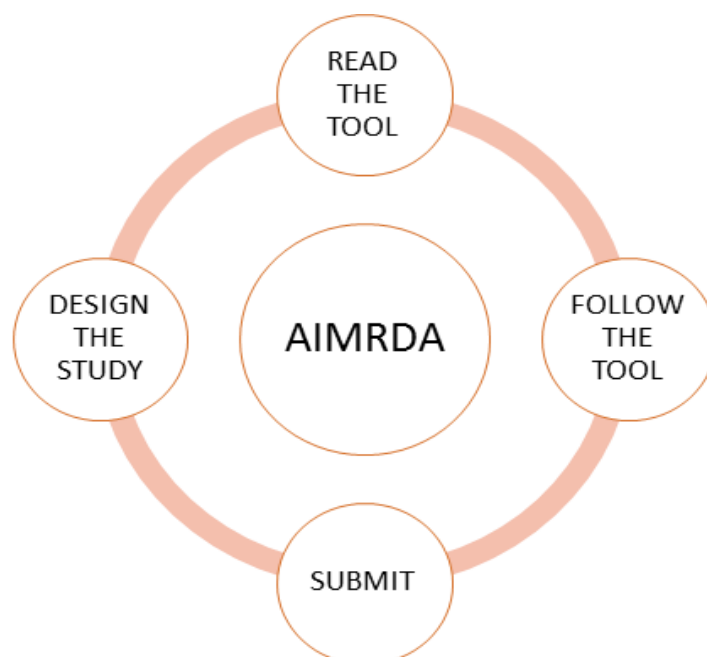 READ
THE
TOOL
DESIGN
THE
STUDY
AIMRDA
FOLLOW
THE
TOOL
SUBMIT